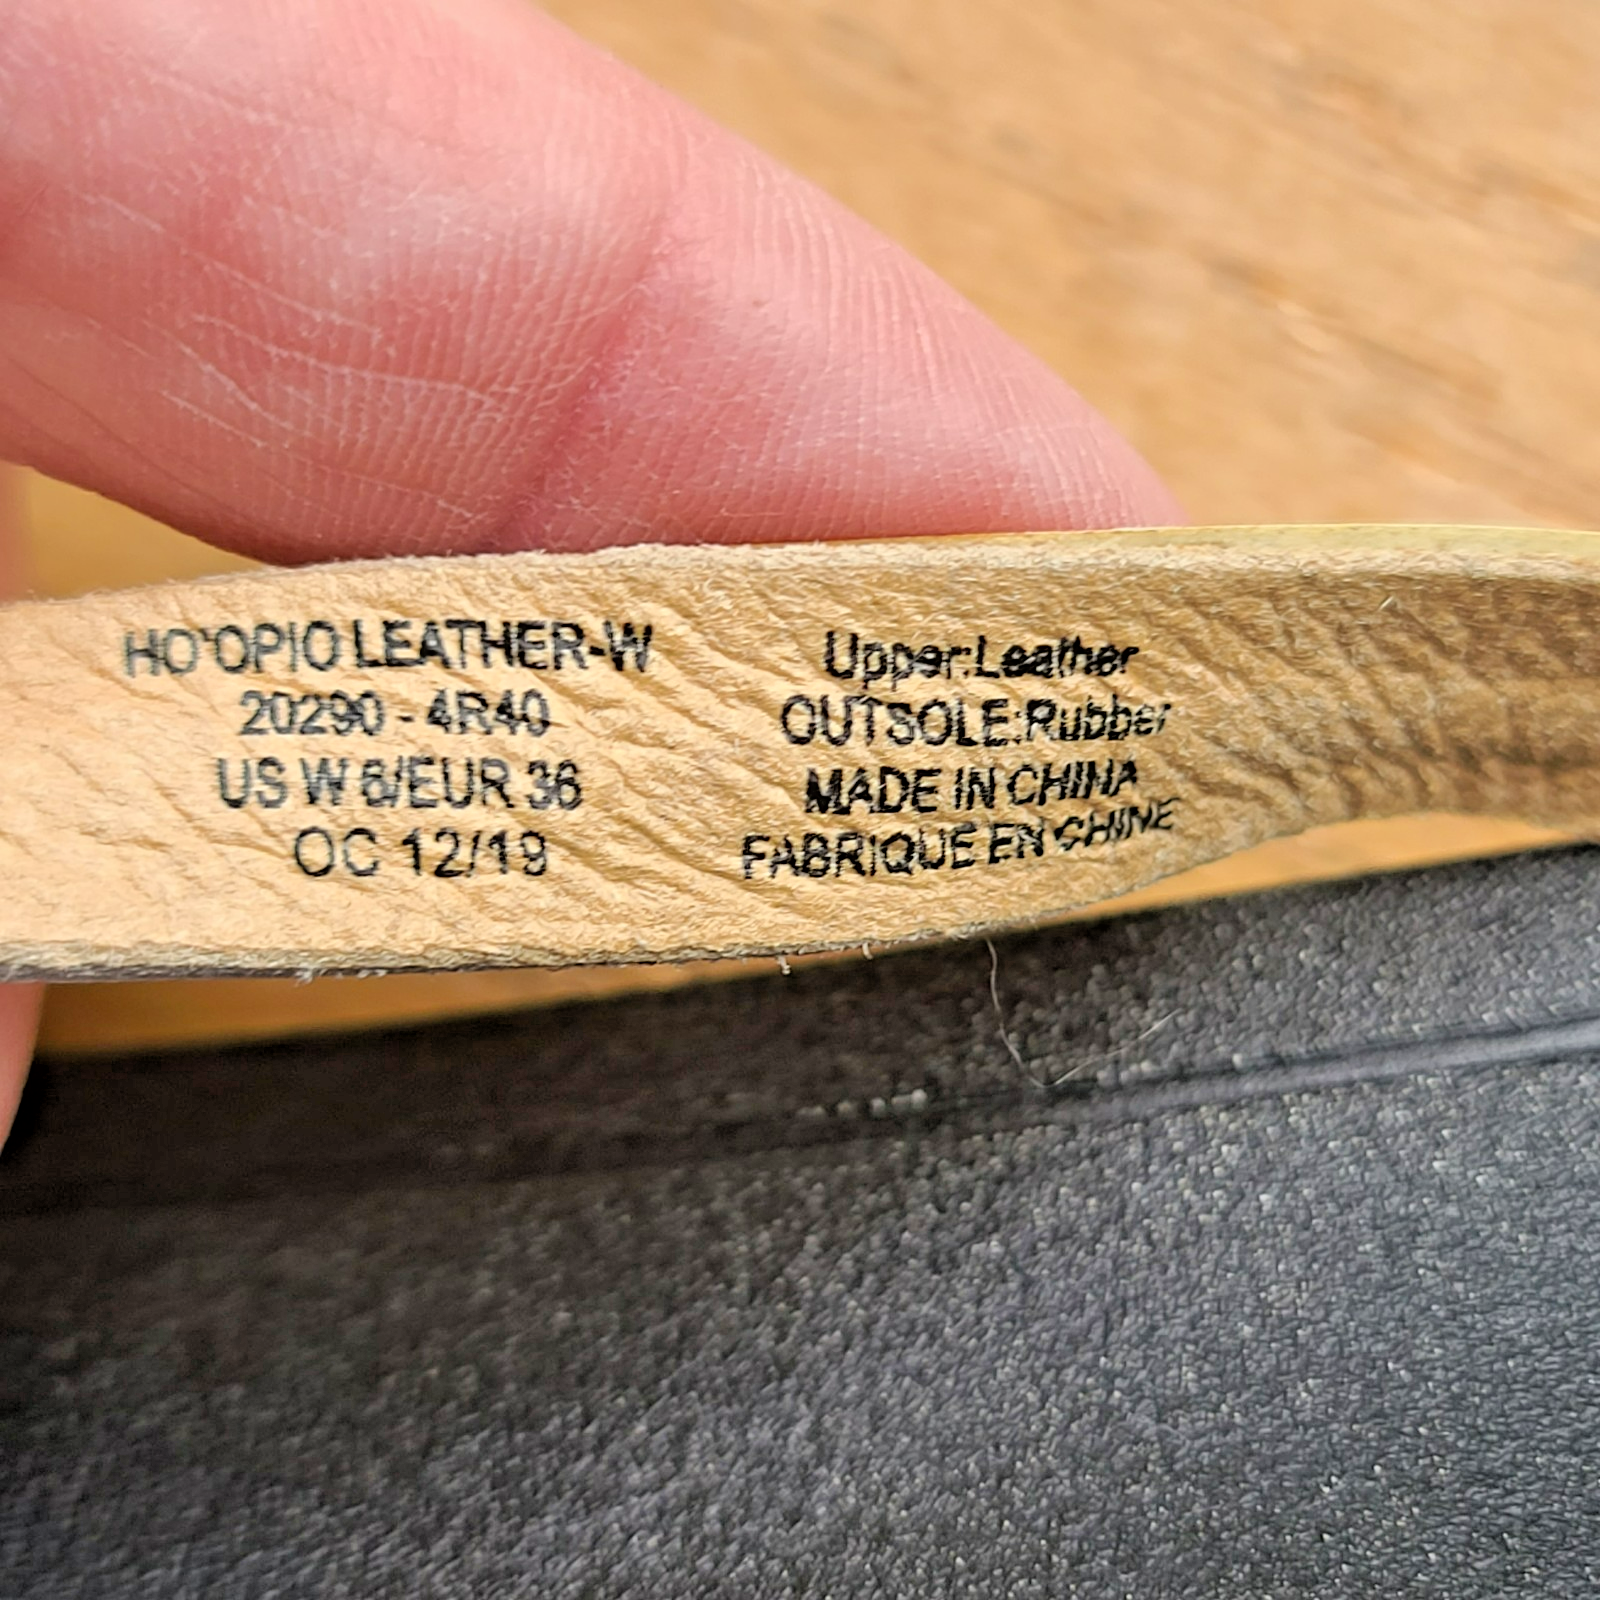 HO'OPIO LEATHER-W
20290 - 4R40
US W 6/EUR 36
OC 12/19
Upper:Leather
OUTSOLE:Rubber
MADE IN CHINA
FABRIQUE EN CHINE